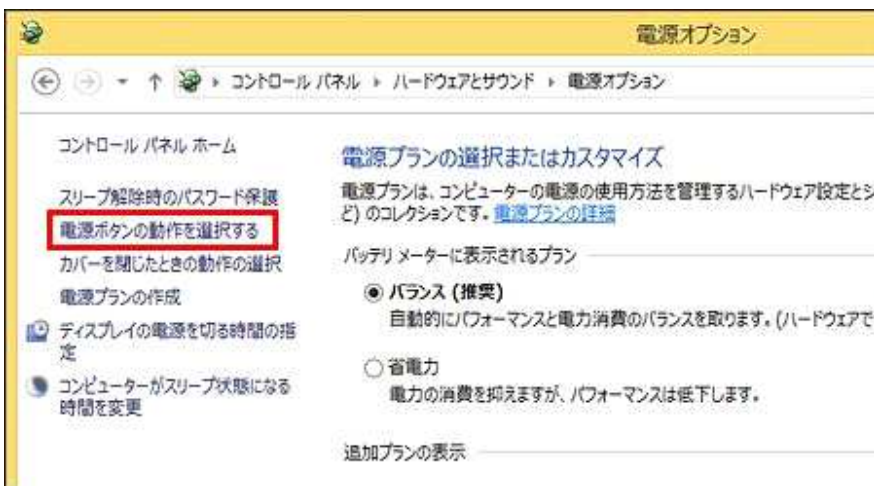 電源オプション
コントロール パネル ハードウェアとサウンド 電源オプション
コントロール パネル ホーム
スリープ解除時のパスワード保護
電源ボタンの動作を選択する
カバーを閉じたときの動作の選択
電源プランの作成
ディスプレイの電源を切る時間の指
定
コンピューターがスリープ状態になる
時間を変更
電源プランの選択またはカスタマイズ
電源プランは、コンピューターの電源の使用方法を管理するハードウェア設定とシ
ど) のコレクションです。電源プランの詳細
バッテリ メーターに表示されるプラン
バランス (推奨)
自動的にパフォーマンスと電力消費のバランスを取ります。(ハードウェアで
省電力
電力の消費を抑えますが、パフォーマンスは低下します。
追加プランの表示